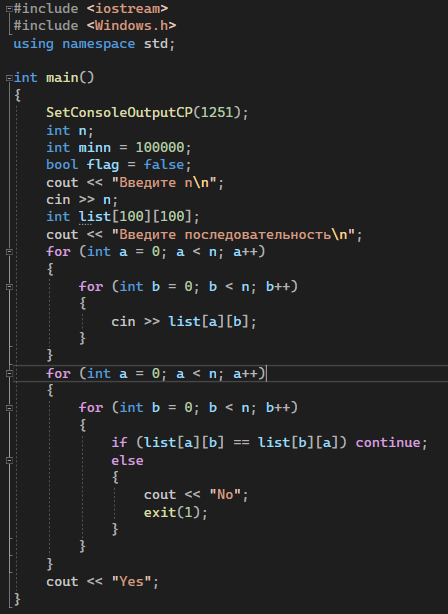 #include <iostream>
#include <Windows.h>
using namespace std;

int main()
{
    SetConsoleOutputCP(1251);
    int n;
    int minn = 100000;
    bool flag = false;
    cout << "Введите n\n";
    cin >> n;
    int list[100][100];
    cout << "Введите последовательность\n";
    for (int a = 0; a < n; a++)
    {
        for (int b = 0; b < n; b++)
        {
            cin >> list[a][b];
        }
    }
    for (int a = 0; a < n; a++)
    {
        for (int b = 0; b < n; b++)
        {
            if (list[a][b] == list[b][a]) continue;
            else
            {
                cout << "No";
                exit(1);
            }
        }
    }
    cout << "Yes";
}